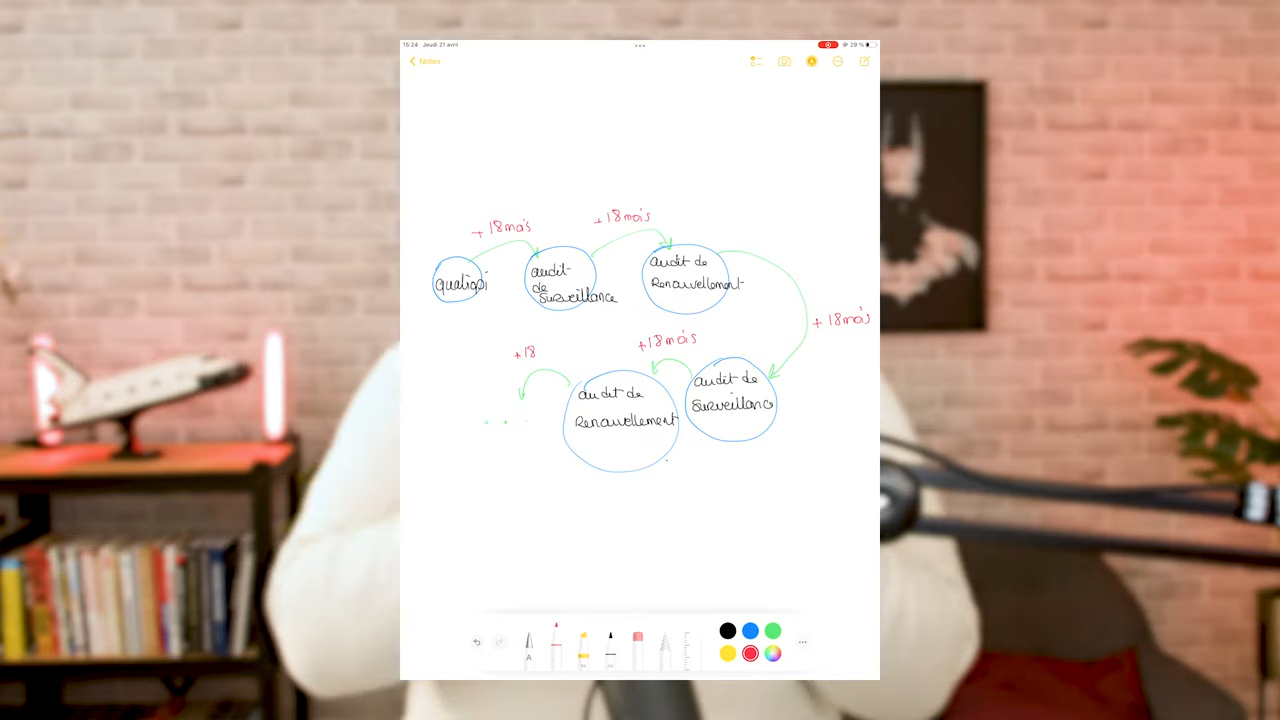 15:24 Jeudi 21 avril
29 %
Notes
+18mois
+18mois
qualiopi
audit
de
Surveillance
audit de
Renouvellement
+18mois
+18mois
+18
audit de
Surveillance
audit de
Renouvellement
A